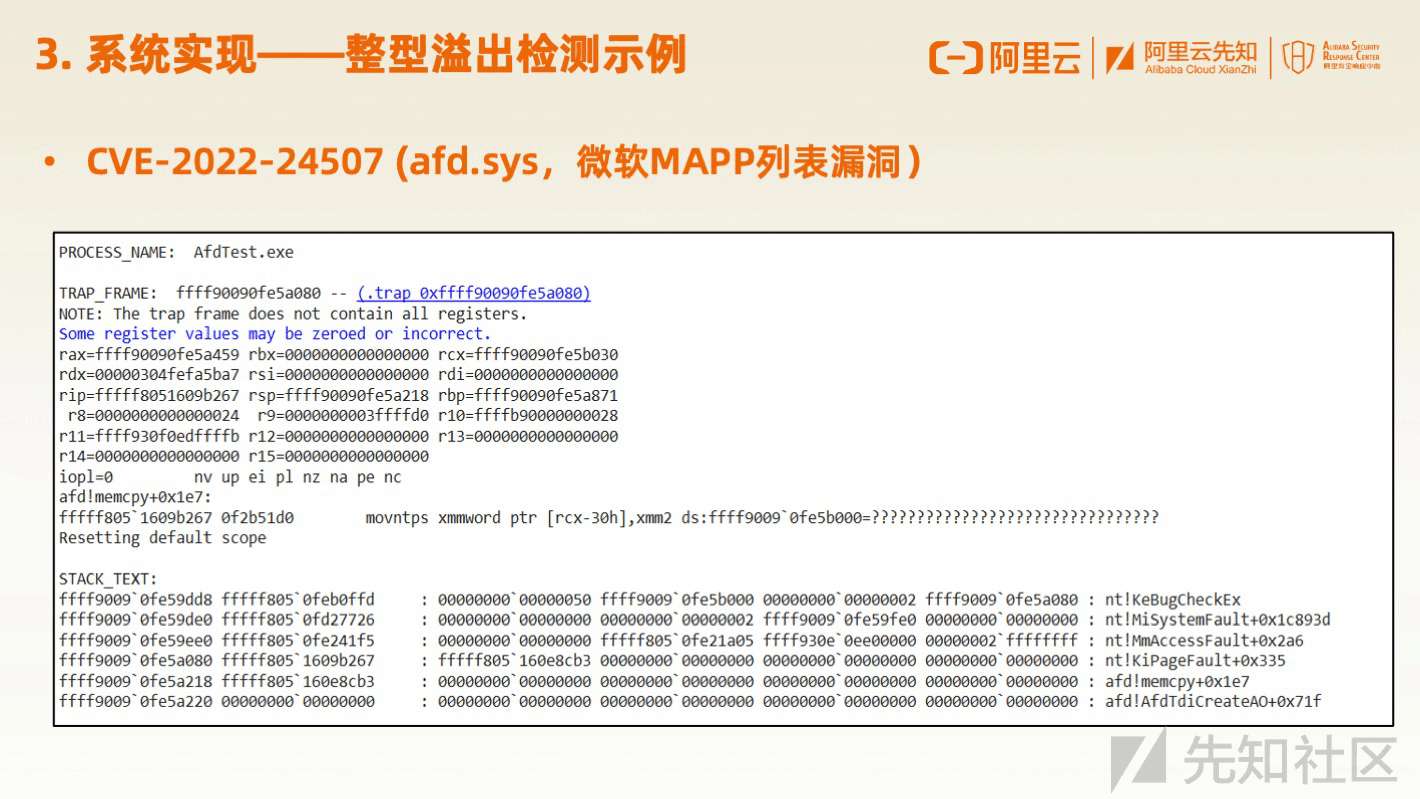 3. 系统实现——整型溢出检测示例
阿里云
阿里云先知
Alibaba Cloud XianZhi
ALIBABA SECURITY
RESPONSE CENTER
• CVE-2022-24507 (afd.sys，微软MAPP列表漏洞)
PROCESS_NAME:  AfdTest.exe
TRAP_FRAME:  ffff90090fe5a080 -- (.trap 0xffff90090fe5a080)
NOTE: The trap frame does not contain all registers.
Some register values may be zeroed or incorrect.
rax=ffff90090fe5a459 rbx=0000000000000000 rcx=ffff90090fe5b030
rdx=00000304fefa5ba7 rsi=0000000000000000 rdi=0000000000000000
rip=fffff8051609b267 rsp=ffff90090fe5a218 rbp=ffff90090fe5a871
r8=0000000000000024  r9=0000000003ffffd0 r10=ffffb90000000028
r11=ffff930f0edffffb r12=0000000000000000 r13=0000000000000000
r14=0000000000000000 r15=0000000000000000
iopl=0         nv up ei pl nz na pe nc
afd!memcpy+0x1e7:
fffff805`1609b267 0f2b51d0        movntps xmmword ptr [rcx-30h],xmm2 ds:ffff9009`0fe5b000=????????????????????????????????
Resetting default scope
STACK_TEXT:
ffff9009`0fe59dd8 fffff805`0feb0ffd     : 00000000`00000050 ffff9009`0fe5b000 00000000`00000002 ffff9009`0fe5a080 : nt!KeBugCheckEx
ffff9009`0fe59de0 fffff805`0fd27726     : 00000000`00000000 00000000`00000002 ffff9009`0fe59fe0 00000000`00000000 : nt!MiSystemFault+0x1c893d
ffff9009`0fe59ee0 fffff805`0fe241f5     : 00000000`00000000 fffff805`0fe21a05 ffff930e`0ee00000 00000002`ffffffff : nt!MmAccessFault+0x2a6
ffff9009`0fe5a080 fffff805`1609b267     : fffff805`160e8cb3 00000000`00000000 00000000`00000000 00000000`00000000 : nt!KiPageFault+0x335
ffff9009`0fe5a218 fffff805`160e8cb3     : 00000000`00000000 00000000`00000000 00000000`00000000 00000000`00000000 : afd!memcpy+0x1e7
ffff9009`0fe5a220 00000000`00000000     : 00000000`00000000 00000000`00000000 00000000`00000000 00000000`00000000 : afd!AfdTdiCreateAO+0x71f
先知社区